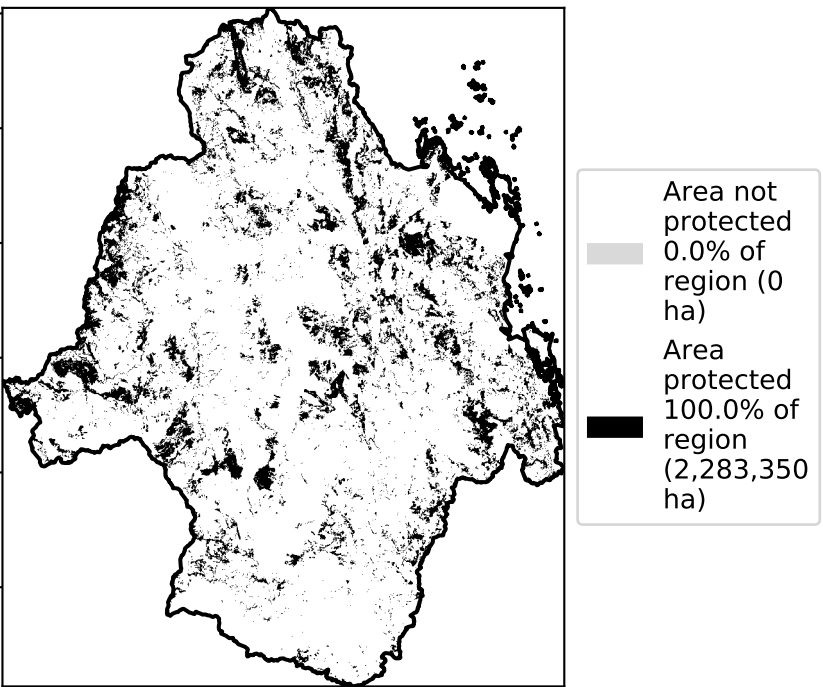 Area not
protected
0.0% of
region (0
ha)
Area
protected
100.0% of
region
(2,283,350
ha)